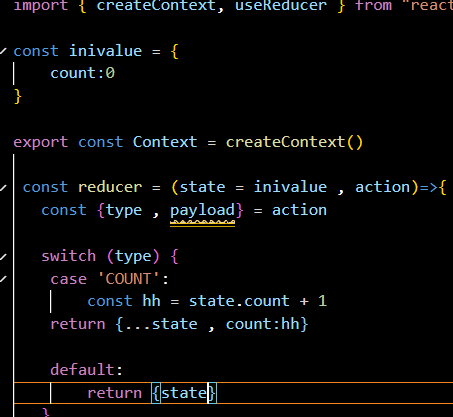 import { createContext, useReducer } from "react
const inivalue = {
count:0
}
export const Context = createContext()
const reducer = (state = inivalue , action)=>{
const {type , payload} = action
switch (type) {
case 'COUNT':
const hh = state.count + 1
return {...state , count:hh}
default:
return {state}
}